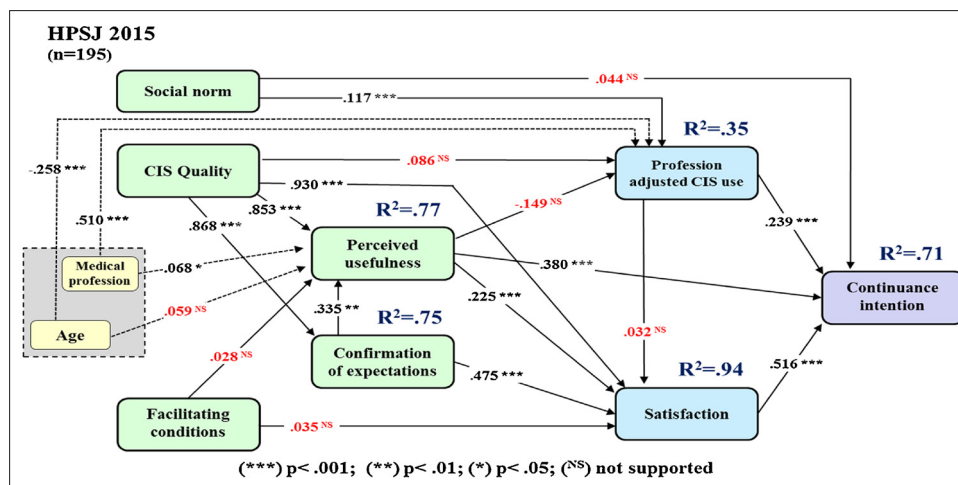 HPSJ 2015
(n=195)
Social norm
.044 NS
.117 ***
R²=.35
-.258 ***
CIS Quality
.086 NS
Profession
adjusted CIS use
.930 ***
.510 ***
.853 ***
R²=.77
-.149 NS
.868 ***
.239 ***
Perceived
usefulness
R²=.71
Medical
profession
.068 *
.380 ***
Continuance
intention
.059 NS
.225 ***
Age
.335 **
R²=.75
.032 NS
.028 NS
Confirmation
of expectations
R²=.94
.516 ***
.475 ***
Satisfaction
Facilitating
conditions
.035 NS
(***) p< .001; (**) p< .01; (*) p< .05; (NS) not supported